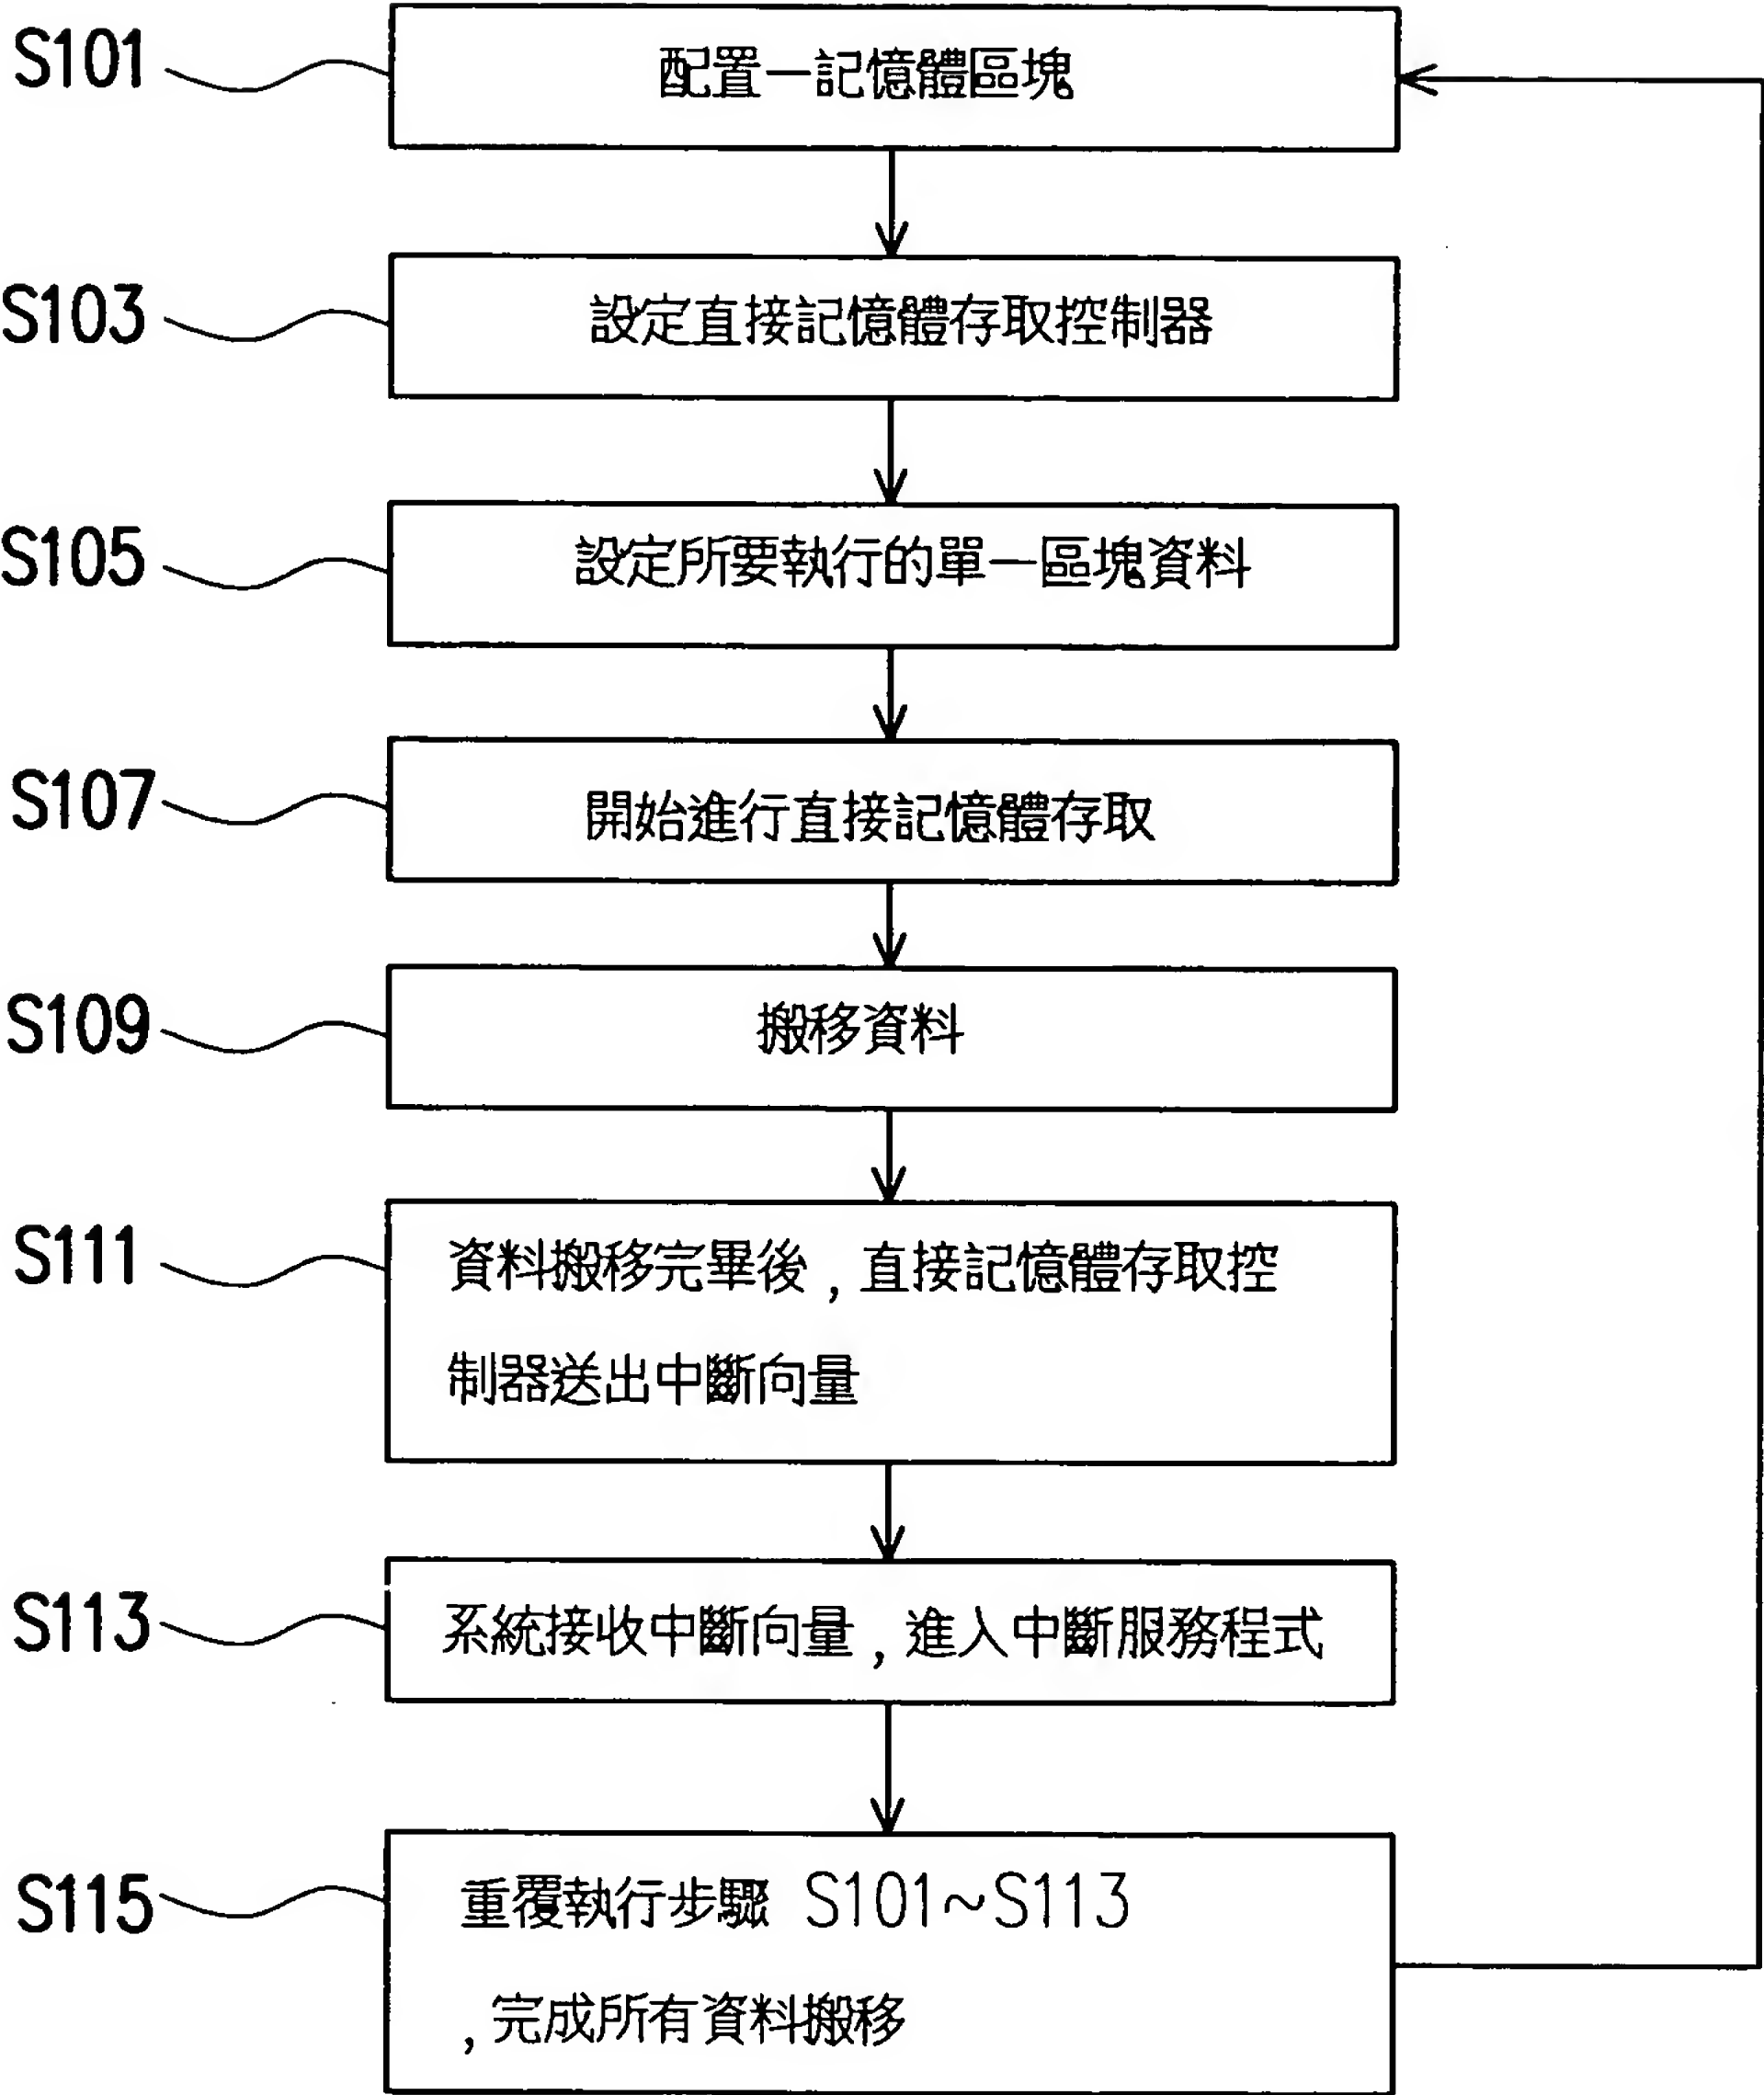 S101
配置一記憶體區塊
S103
設定直接記憶體存取控制器
S105
設定所要執行的單一區塊資料
S107
開始進行直接記憶體存取
S109
搬移資料
S111
資料搬移完畢後，直接記憶體存取控
制器送出中斷向量
S113
系統接收中斷向量，進入中斷服務程式
S115
重覆執行步驟 S101~S113
，完成所有資料搬移